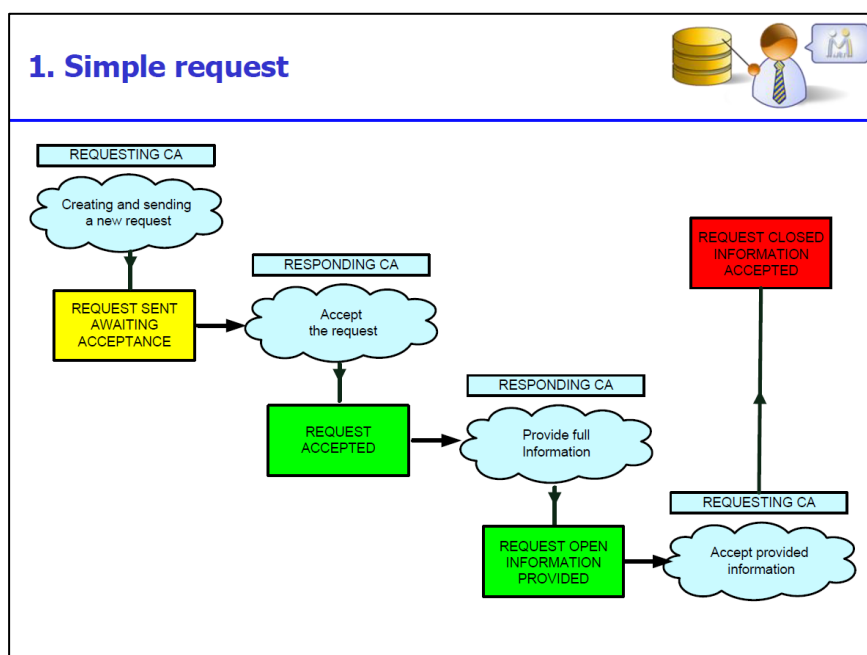 1. Simple request
REQUESTING CA
Creating and sending
a new request
REQUEST SENT
AWAITING
ACCEPTANCE
RESPONDING CA
Accept
the request
REQUEST
ACCEPTED
RESPONDING CA
Provide full
Information
REQUEST OPEN
INFORMATION
PROVIDED
REQUESTING CA
Accept provided
information
REQUEST CLOSED
INFORMATION
ACCEPTED